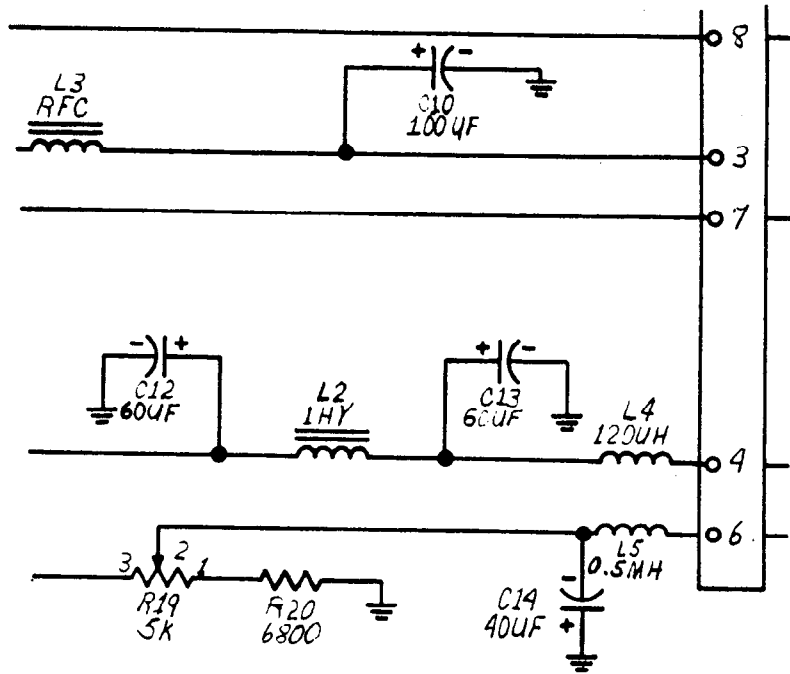 8
+ -
C10
100UF
L3
RFC
3
7
- +
C12
60UF
L2
1HY
+ -
C13
60UF
L4
120UH
4
6
L5
0.5MH
3 2 1
R19
5K
R20
6800
-
C14
40UF
+